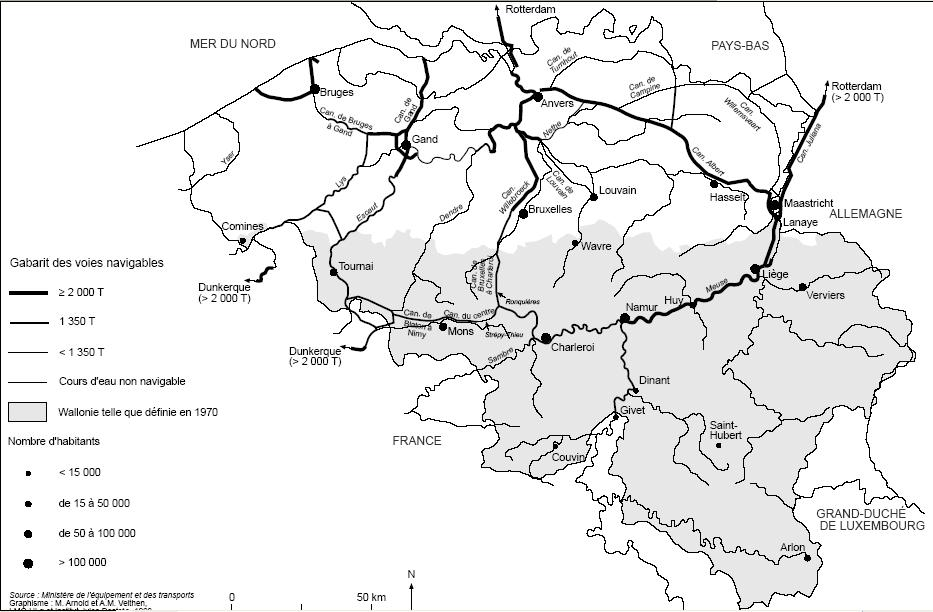 Rotterdam
MER DU NORD
PAYS-BAS
Can. de
Turnhout
Can. de
Campine
Rotterdam
(> 2 000 T)
Bruges
Can. de
Gand
Anvers
Can.
Willemsveart
Can. de Bruges
à Gand
Nethe
Can. Juliena
Gand
Yser
Can. Albert
Lys
Escaut
Can.
Willebroeck
Can. de
Louvain
Louvain
Hasselt
Maastricht
Dendre
Bruxelles
Lanaye
ALLEMAGNE
Comines
Wavre
Gabarit des voies navigables
Tournai
Can. de
Bruxelles
à Charleroi
Liège
≥ 2 000 T
Dunkerque
(> 2 000 T)
Meuse
Verviers
Ronquières
Huy
Namur
1 350 T
Can. de
Blaton à
Nimy
Can. du centre
Mons
Strépy-Thieu
Charleroi
< 1 350 T
Dunkerque
(> 2 000 T)
Sambre
Cours d'eau non navigable
Dinant
Wallonie telle que définie en 1970
Givet
Nombre d'habitants
FRANCE
Saint-
Hubert
Couvin
< 15 000
de 15 à 50 000
GRAND-DUCHÉ
DE LUXEMBOURG
de 50 à 100 000
Arlon
> 100 000
N
Source : Ministère de l'équipement et des transports
Graphisme : M. Arnold et A.M. Velthen,
0
50 km